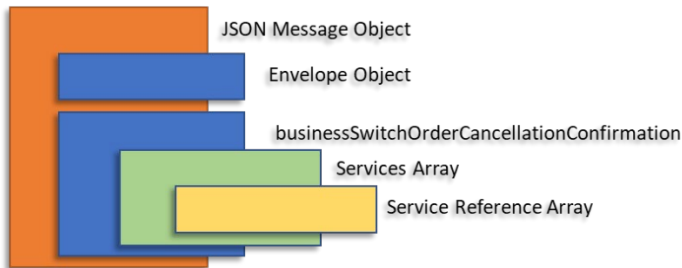 JSON Message Object
Envelope Object
businessSwitchOrderCancellationConfirmation
Services Array
Service Reference Array